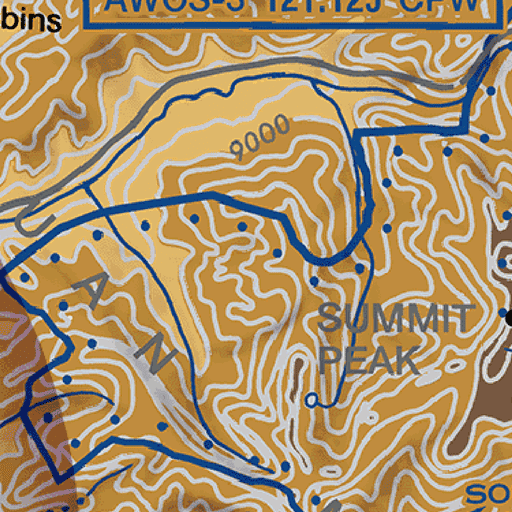 AWOS-3 121.125 CPW
bins
9000
U
A
N
SUMMIT
PEAK
SO